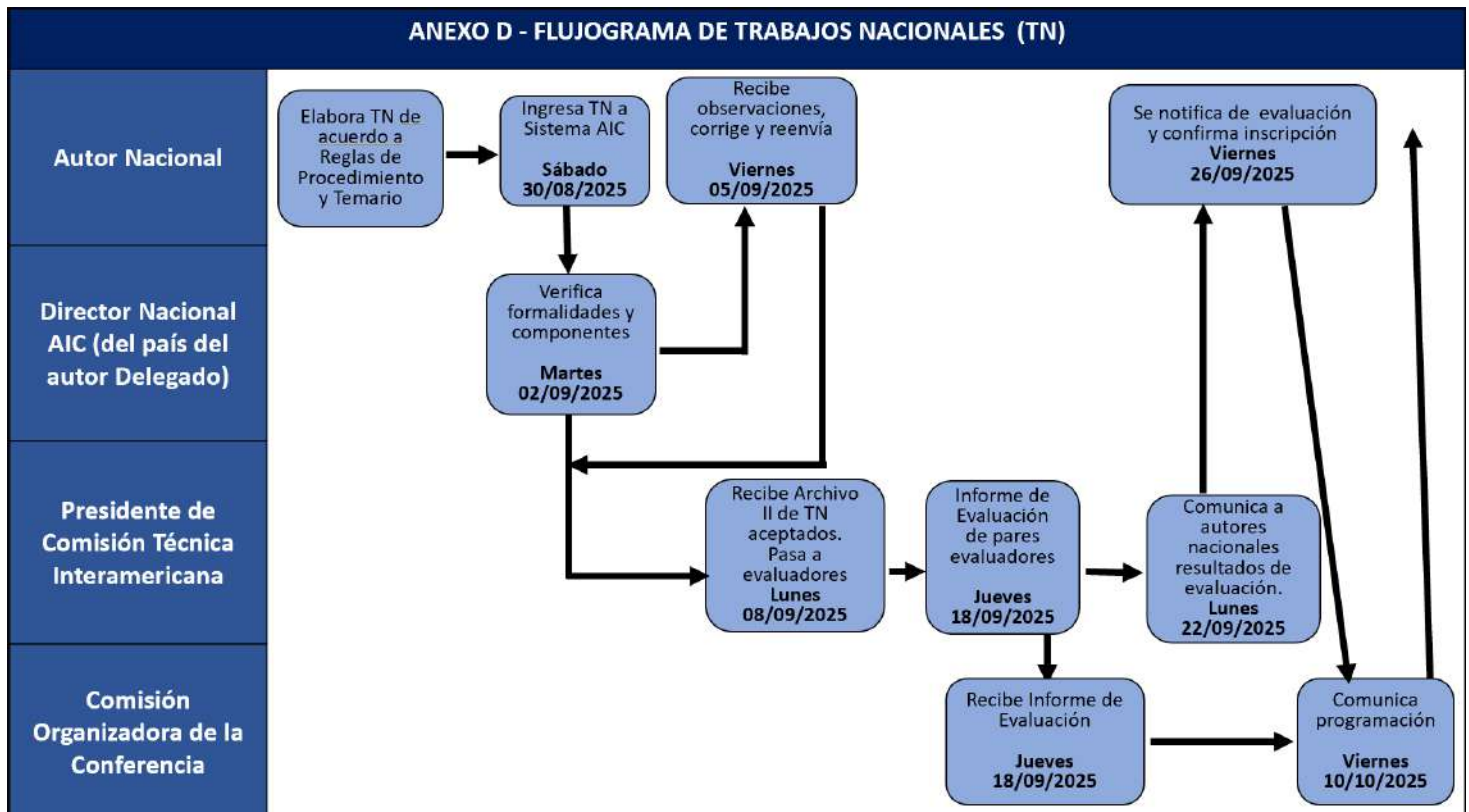 ANEXO D - FLUJOGRAMA DE TRABAJOS NACIONALES (TN)
Autor Nacional
Elabora TN de
acuerdo a
Reglas de
Procedimiento
y Temario
Ingresa TN a
Sistema AIC
Sábado
30/08/2025
Recibe
observaciones,
corrige y reenvía
Viernes
05/09/2025
Se notifica de evaluación
y confirma inscripción
Viernes
26/09/2025
Director Nacional
AIC (del país del
autor Delegado)
Verifica
formalidades y
componentes
Martes
02/09/2025
Presidente de
Comisión Técnica
Interamericana
Recibe Archivo
II de TN
aceptados.
Pasa a
evaluadores
Lunes
08/09/2025
Informe de
Evaluación
de pares
evaluadores
Jueves
18/09/2025
Comunica a
autores
nacionales
resultados de
evaluación.
Lunes
22/09/2025
Comisión
Organizadora de la
Conferencia
Recibe Informe de
Evaluación
Jueves
18/09/2025
Comunica
programación
Viernes
10/10/2025